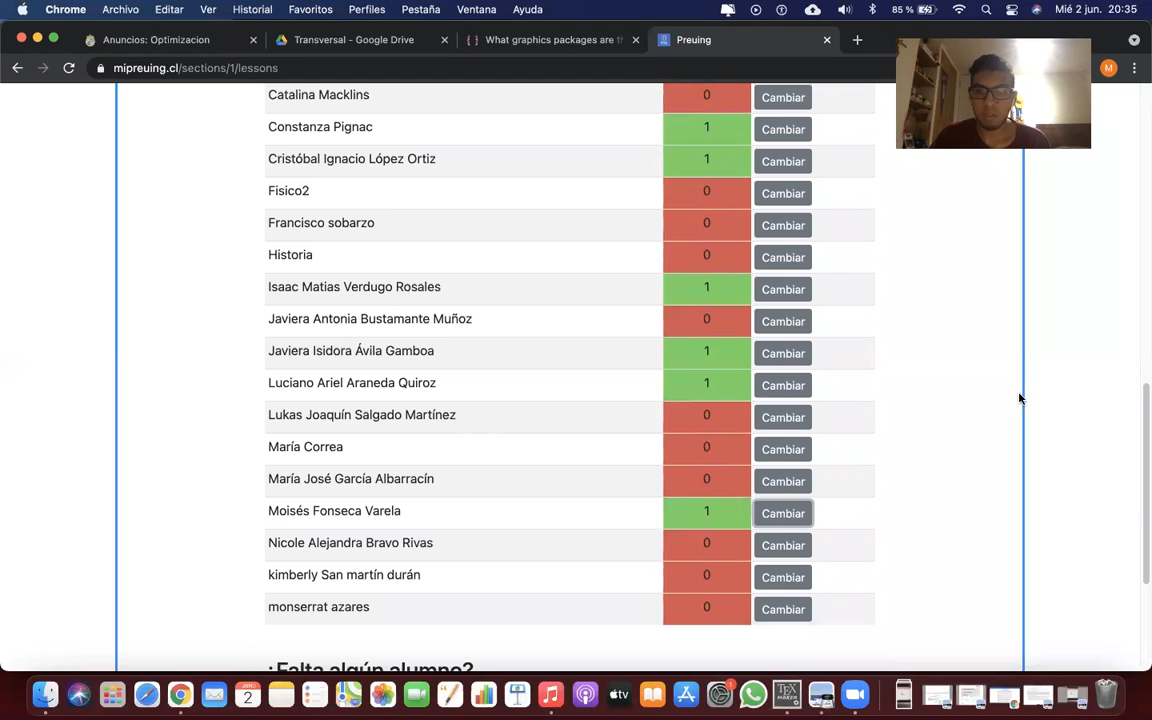 Chrome Archivo Editar Ver Historial Favoritos Perfiles Pestaña Ventana Ayuda 85 % Mié 2 jun. 20:35
Anuncios: Optimizacion Transversal - Google Drive What graphics packages are Preuing
mipreuing.cl/sections/1/lessons M
Catalina Macklins 0 Cambiar
Constanza Pignac 1 Cambiar
Cristóbal Ignacio López Ortiz 1 Cambiar
Fisico2 0 Cambiar
Francisco sobarzo 0 Cambiar
Historia 0 Cambiar
Isaac Matias Verdugo Rosales 1 Cambiar
Javiera Antonia Bustamante Muñoz 0 Cambiar
Javiera Isidora Ávila Gamboa 1 Cambiar
Luciano Ariel Araneda Quiroz 1 Cambiar
Lukas Joaquín Salgado Martínez 0 Cambiar
María Correa 0 Cambiar
María José García Albarracín 0 Cambiar
Moisés Fonseca Varela 1 Cambiar
Nicole Alejandra Bravo Rivas 0 Cambiar
kimberly San martín durán 0 Cambiar
monserrat azares 0 Cambiar
¿Falta algún alumno?